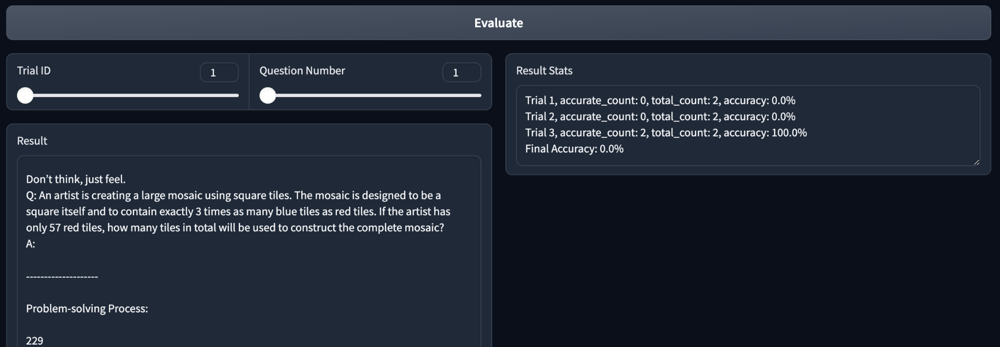 Evaluate
Trial ID
1
Question Number
1
Result
Don’t think, just feel.
Q: An artist is creating a large mosaic using square tiles. The mosaic is designed to be a
square itself and to contain exactly 3 times as many blue tiles as red tiles. If the artist has
only 57 red tiles, how many tiles in total will be used to construct the complete mosaic?
A:
--------------------
Problem-solving Process:
229
Result Stats
Trial 1, accurate_count: 0, total_count: 2, accuracy: 0.0%
Trial 2, accurate_count: 0, total_count: 2, accuracy: 0.0%
Trial 3, accurate_count: 2, total_count: 2, accuracy: 100.0%
Final Accuracy: 0.0%